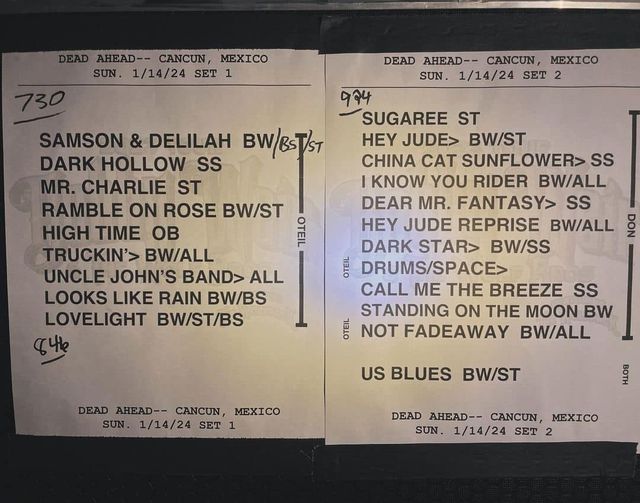 DEAD AHEAD-- CANCUN, MEXICO
SUN. 1/14/24 SET 1
730
SAMSON & DELILAH BW/BS/ST
DARK HOLLOW SS
MR. CHARLIE ST
RAMBLE ON ROSE BW/ST
HIGH TIME OB
TRUCKIN'> BW/ALL
UNCLE JOHN'S BAND> ALL
LOOKS LIKE RAIN BW/BS
LOVELIGHT BW/ST/BS
OTEIL
846
DEAD AHEAD-- CANCUN, MEXICO
SUN. 1/14/24 SET 1
DEAD AHEAD-- CANCUN, MEXICO
SUN. 1/14/24 SET 2
924
SUGAREE ST
HEY JUDE> BW/ST
CHINA CAT SUNFLOWER> SS
I KNOW YOU RIDER BW/ALL
DEAR MR. FANTASY> SS
HEY JUDE REPRISE BW/ALL
DARK STAR> BW/SS
DRUMS/SPACE>
CALL ME THE BREEZE SS
STANDING ON THE MOON BW
NOT FADEAWAY BW/ALL
US BLUES BW/ST
OTEIL
OTEIL
DON
BOTH
DEAD AHEAD-- CANCUN, MEXICO
SUN. 1/14/24 SET 2